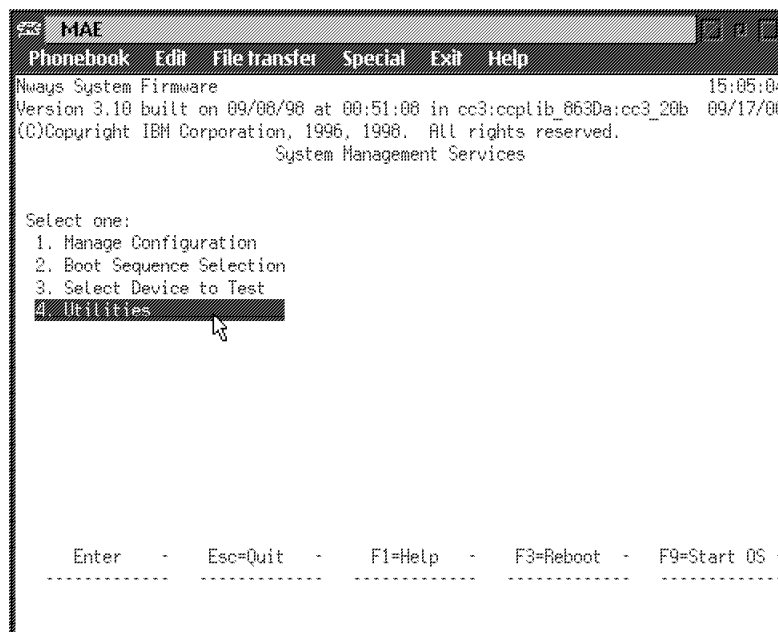 MAE
Phonebook Edit File transfer Special Exit Help
Nways System Firmware 15:05:04
Version 3.10 built on 09/08/98 at 00:51:08 in cc3:ccplib_863Da:cc3_20b 09/17/00
(C)Copyright IBM Corporation, 1996, 1998. All rights reserved.
System Management Services
Select one:
1. Manage Configuration
2. Boot Sequence Selection
3. Select Device to Test
4. Utilities
Enter - Esc=Quit - F1=Help - F3=Reboot - F9=Start OS -